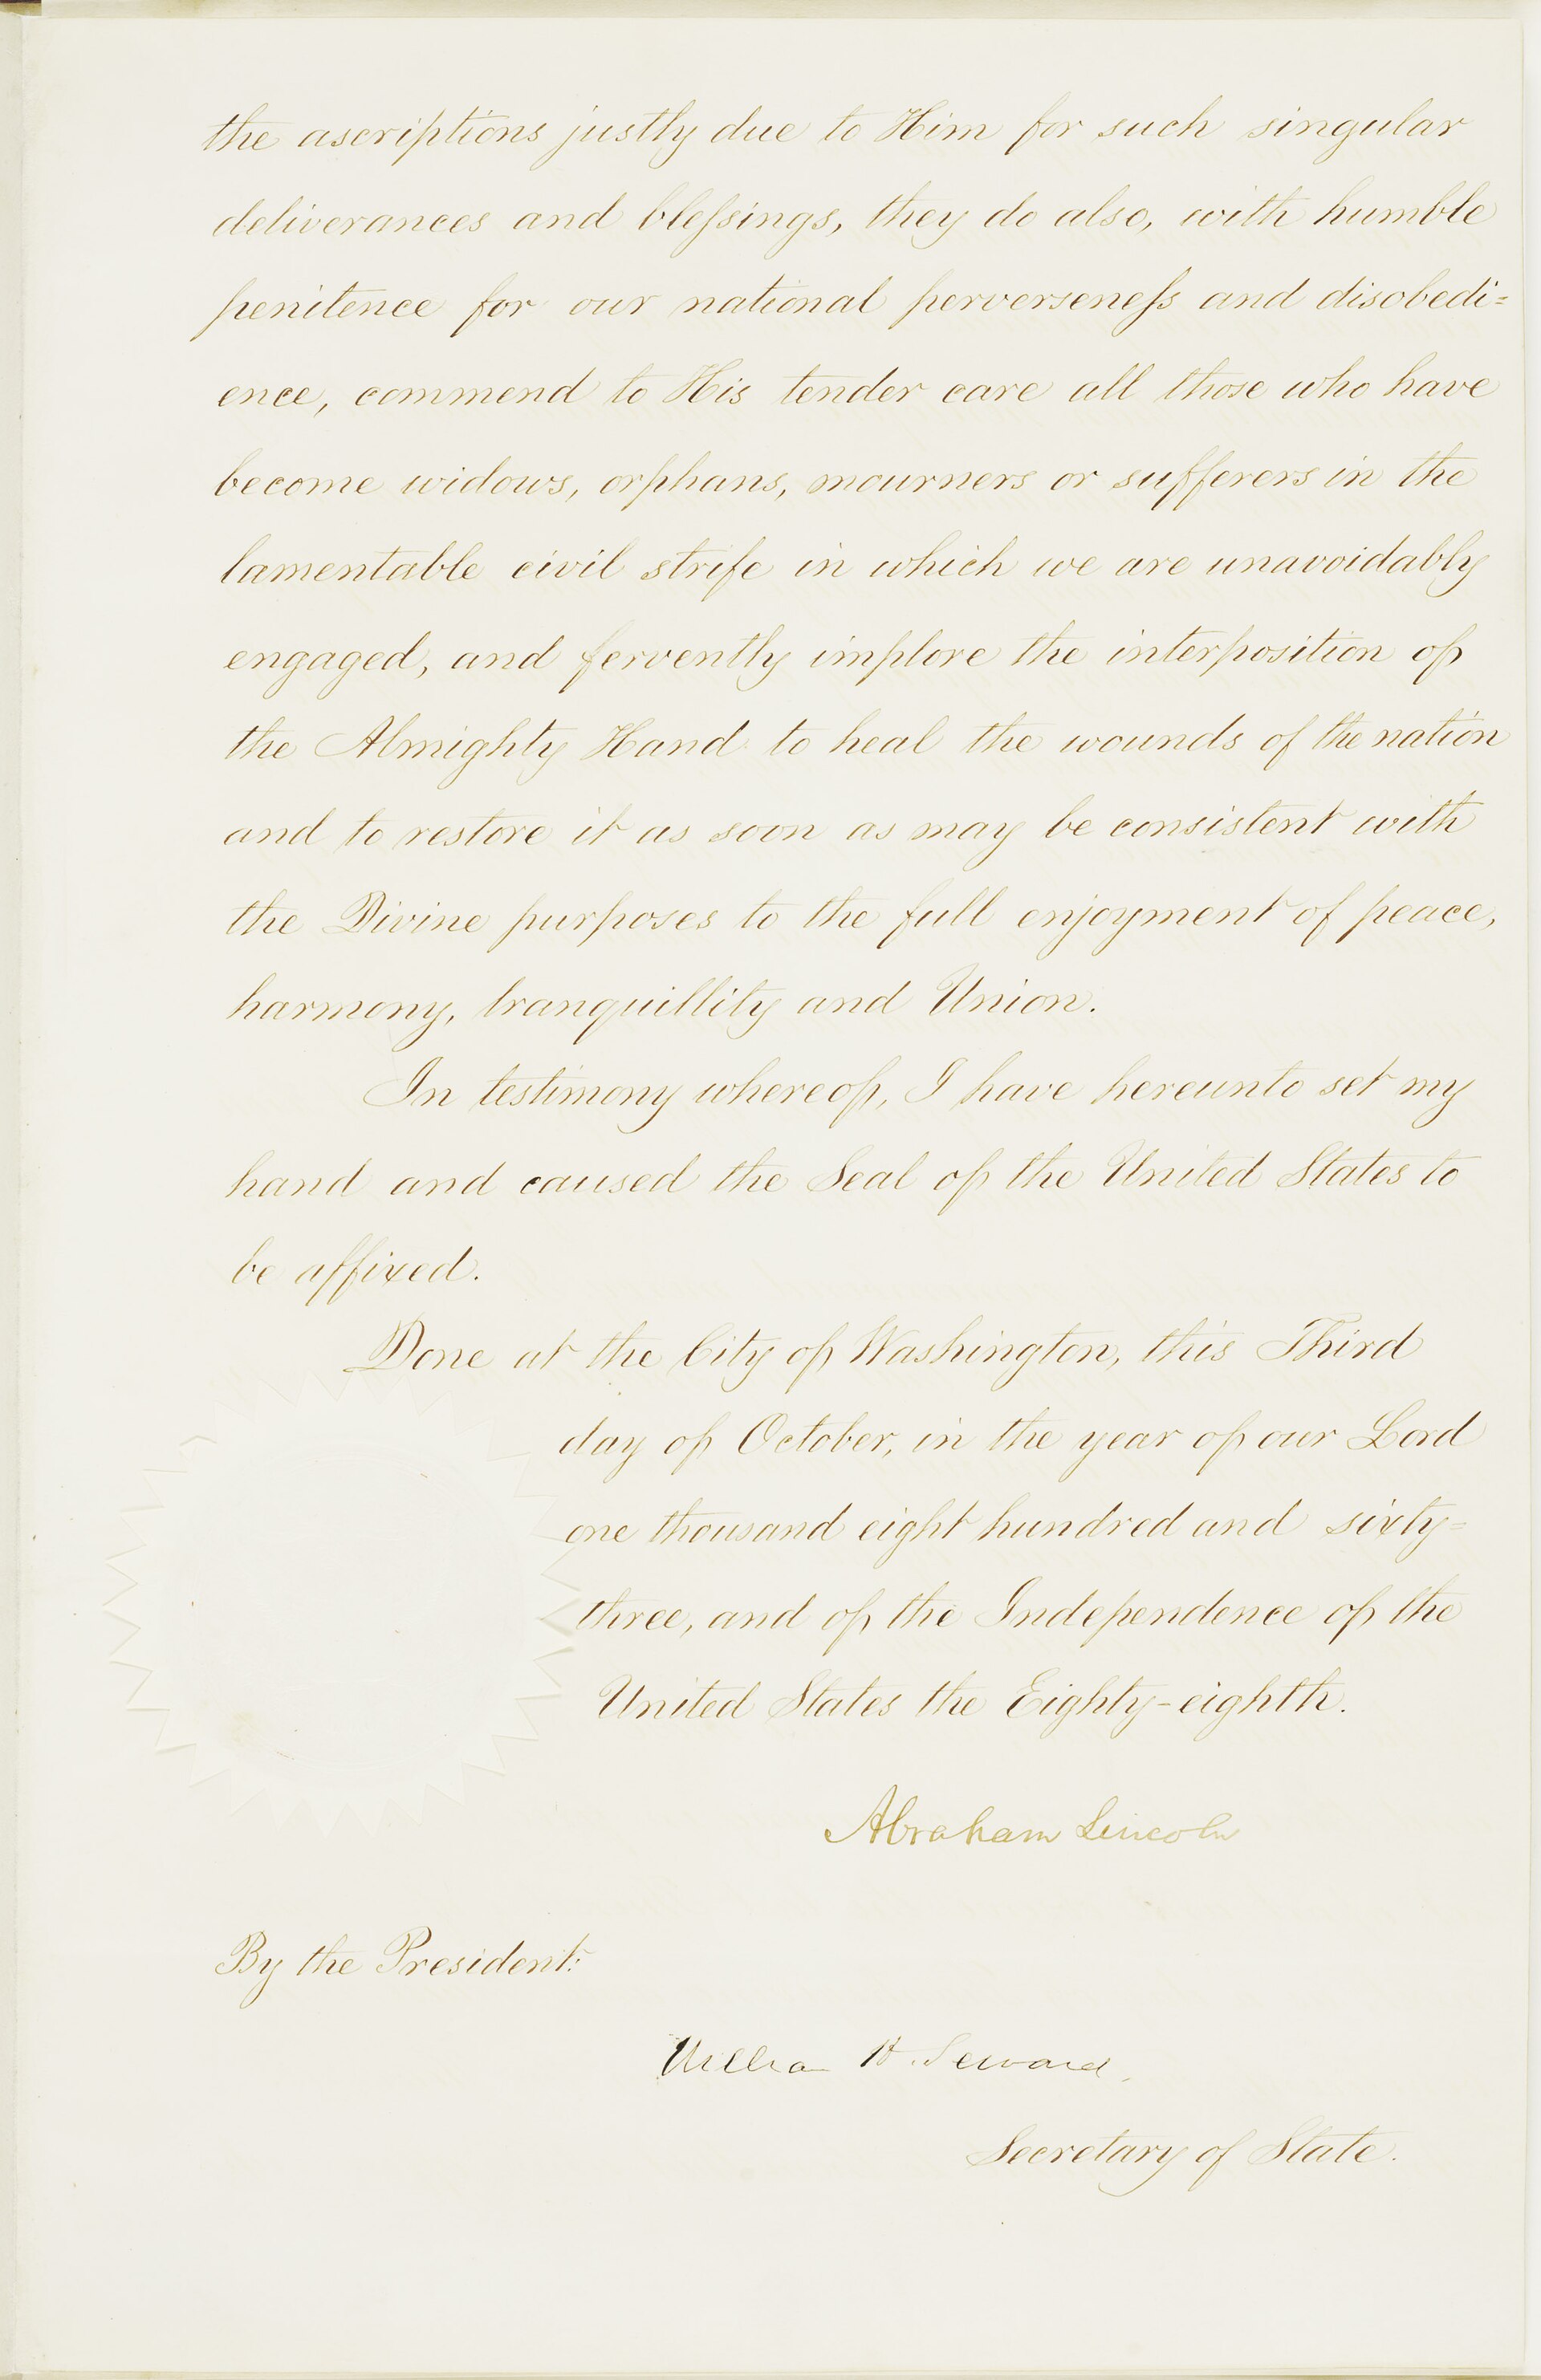 the ascriptions justly due to Him for such singular
deliverances and bleſsings, they do also, with humble
penitence for our national perverseneſs and disobedi=
ence, commend to His tender care all those who have
become widows, orphans, mourners or sufferers in the
lamentable civil strife in which we are unavoidably
engaged, and fervently implore the interposition of
the Almighty Hand to heal the wounds of the nation
and to restore it as soon as may be consistent with
the Divine purposes to the full enjoyment of peace,
harmony, tranquillity and Union.
In testimony whereof, I have hereunto set my
hand and caused the Seal of the United States to
be affixed.
Done at the City of Washington, this Third
day of October, in the year of our Lord
one thousand eight hundred and sixty=
three, and of the Independence of the
United States the Eighty-eighth.
Abraham Lincoln
By the President:
William H. Seward,
Secretary of State.